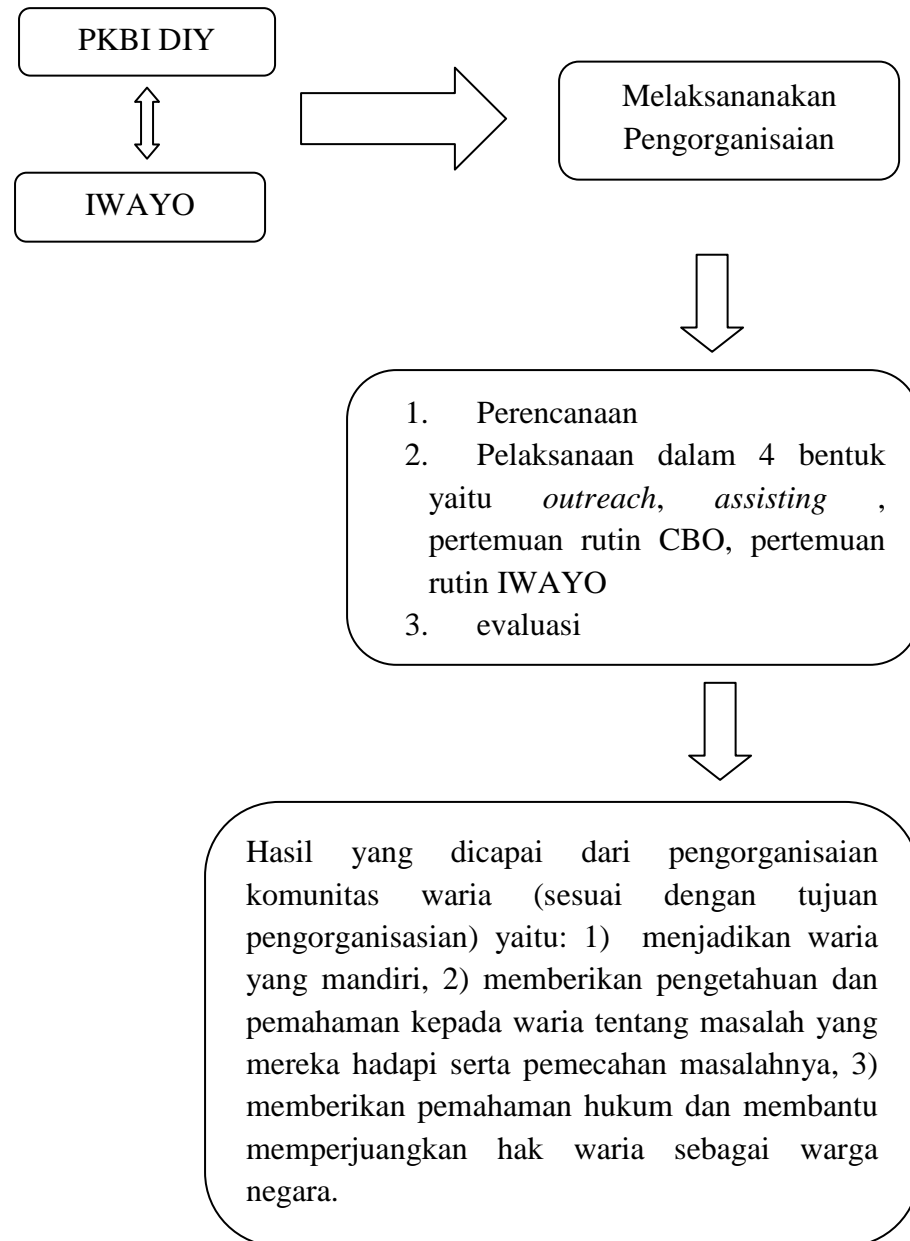 PKBI DIY
IWAYO
Melaksananakan
Pengorganisaian
1. Perencanaan
2. Pelaksanaan dalam 4 bentuk
yaitu outreach, assisting ,
pertemuan rutin CBO, pertemuan
rutin IWAYO
3. evaluasi
Hasil yang dicapai dari pengorganisaian
komunitas waria (sesuai dengan tujuan
pengorganisasian) yaitu: 1) menjadikan waria
yang mandiri, 2) memberikan pengetahuan dan
pemahaman kepada waria tentang masalah yang
mereka hadapi serta pemecahan masalahnya, 3)
memberikan pemahaman hukum dan membantu
memperjuangkan hak waria sebagai warga
negara.